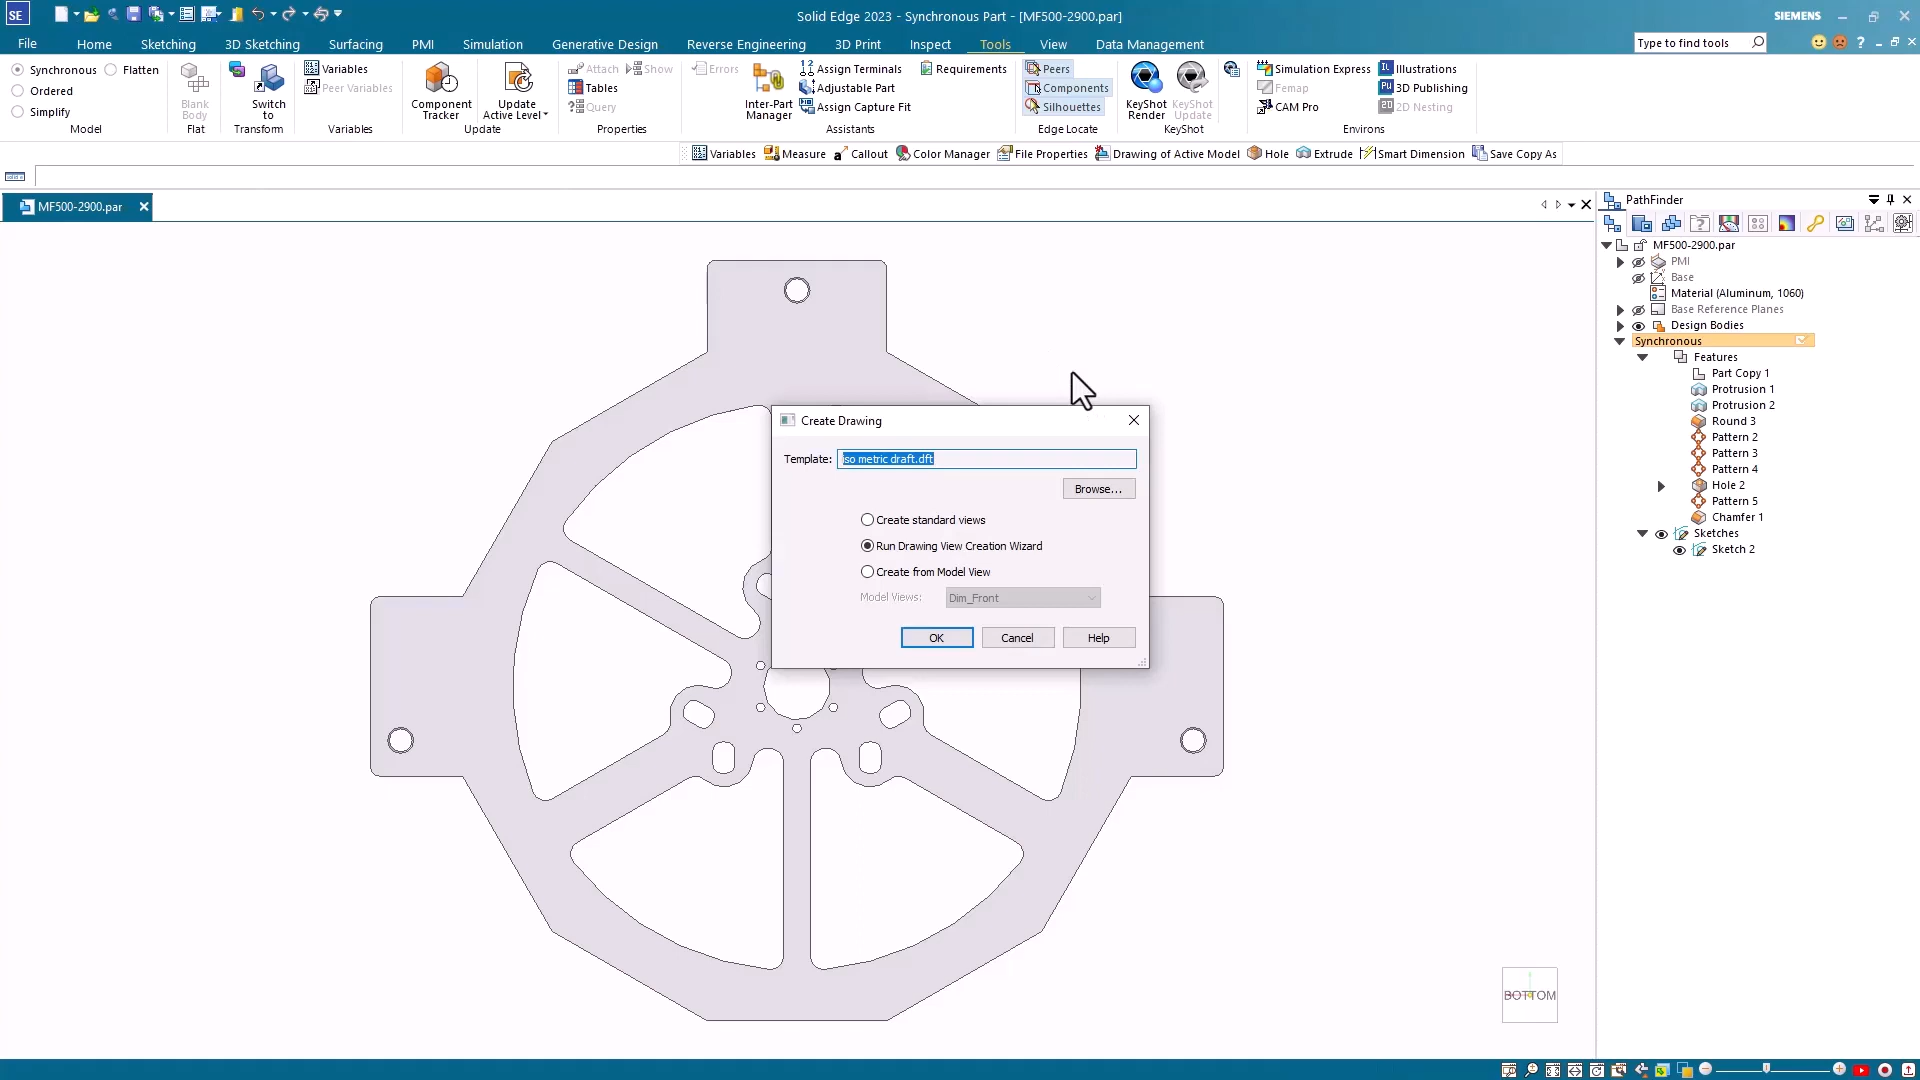 SE
Solid Edge 2023 - Synchronous Part - [MF500-2900.par]
SIEMENS
File Home Sketching 3D Sketching Surfacing PMI Simulation Generative Design Reverse Engineering 3D Print Inspect Tools View Data Management
Type to find tools
Synchronous Flatten
Ordered
Simplify
Model
Blank Body
Flat
Switch to
Transform
Variables
Peer Variables
Variables
Component Tracker
Update Active Level
Update
Attach Show
Tables
Query
Properties
Errors
Inter-Part Manager
Assign Terminals
Adjustable Part
Assign Capture Fit
Requirements
Assistants
Peers
Components
Silhouettes
Edge Locate
KeyShot Render
KeyShot Update
KeyShot
Simulation Express
Femap
CAM Pro
Illustrations
3D Publishing
2D Nesting
Environs
Variables Measure Callout Color Manager File Properties Drawing of Active Model Hole Extrude Smart Dimension Save Copy As
MF500-2900.par
PathFinder
MF500-2900.par
PMI
Base
Material (Aluminum, 1060)
Base Reference Planes
Design Bodies
Synchronous
Features
Part Copy 1
Protrusion 1
Protrusion 2
Round 3
Pattern 2
Pattern 3
Pattern 4
Hole 2
Pattern 5
Chamfer 1
Sketches
Sketch 2
Create Drawing
Template: iso metric draft.dft
Browse...
Create standard views
Run Drawing View Creation Wizard
Create from Model View
Model Views: Dim_Front
OK Cancel Help
BOTTOM